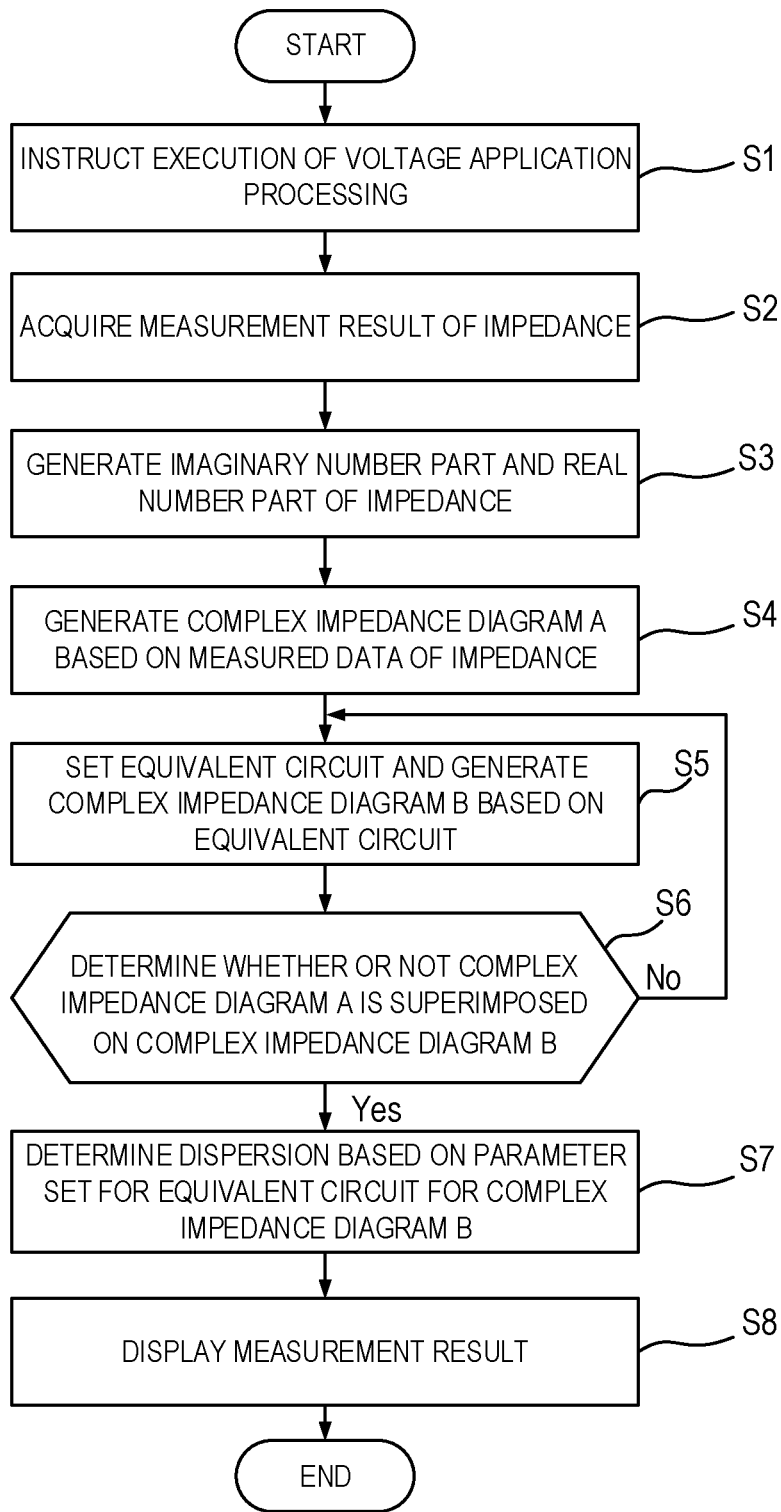 START
INSTRUCT EXECUTION OF VOLTAGE APPLICATION
PROCESSING
S1
ACQUIRE MEASUREMENT RESULT OF IMPEDANCE
S2
GENERATE IMAGINARY NUMBER PART AND REAL
NUMBER PART OF IMPEDANCE
S3
GENERATE COMPLEX IMPEDANCE DIAGRAM A
BASED ON MEASURED DATA OF IMPEDANCE
S4
SET EQUIVALENT CIRCUIT AND GENERATE
COMPLEX IMPEDANCE DIAGRAM B BASED ON
EQUIVALENT CIRCUIT
S5
DETERMINE WHETHER OR NOT COMPLEX
IMPEDANCE DIAGRAM A IS SUPERIMPOSED
ON COMPLEX IMPEDANCE DIAGRAM B
S6
No
Yes
DETERMINE DISPERSION BASED ON PARAMETER
SET FOR EQUIVALENT CIRCUIT FOR COMPLEX
IMPEDANCE DIAGRAM B
S7
DISPLAY MEASUREMENT RESULT
S8
END